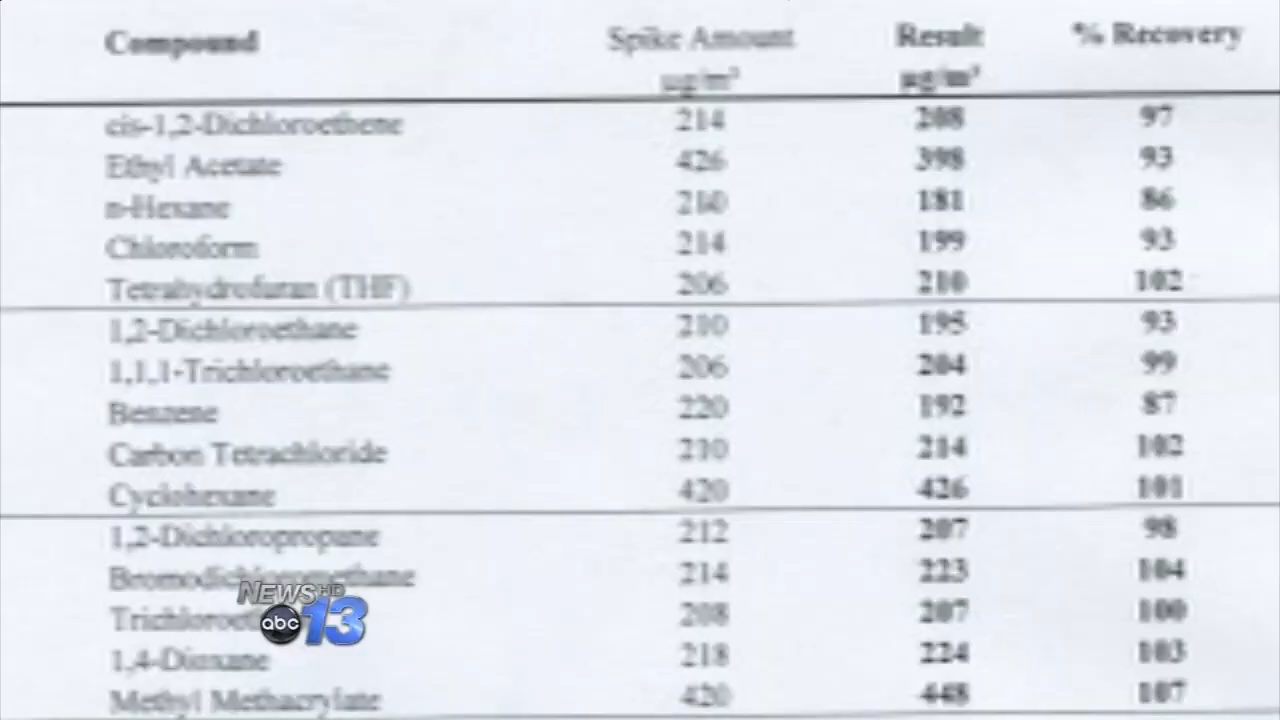 Compound Spike Amount Result % Recovery
µg/m³ µg/m³
cis-1,2-Dichloroethene 214 208 97
Ethyl Acetate 426 398 93
n-Hexane 210 181 86
Chloroform 214 199 93
Tetrahydrofuran (THF) 206 210 102
1,2-Dichloroethane 210 195 93
1,1,1-Trichloroethane 206 204 99
Benzene 220 192 87
Carbon Tetrachloride 210 214 102
Cyclohexane 420 426 101
1,2-Dichloropropane 212 207 98
Bromodichloromethane 214 223 104
208 207 100
1,4-Dioxane 218 224 103
Methyl Methacrylate 420 448 107
NEWS HD
abc 13